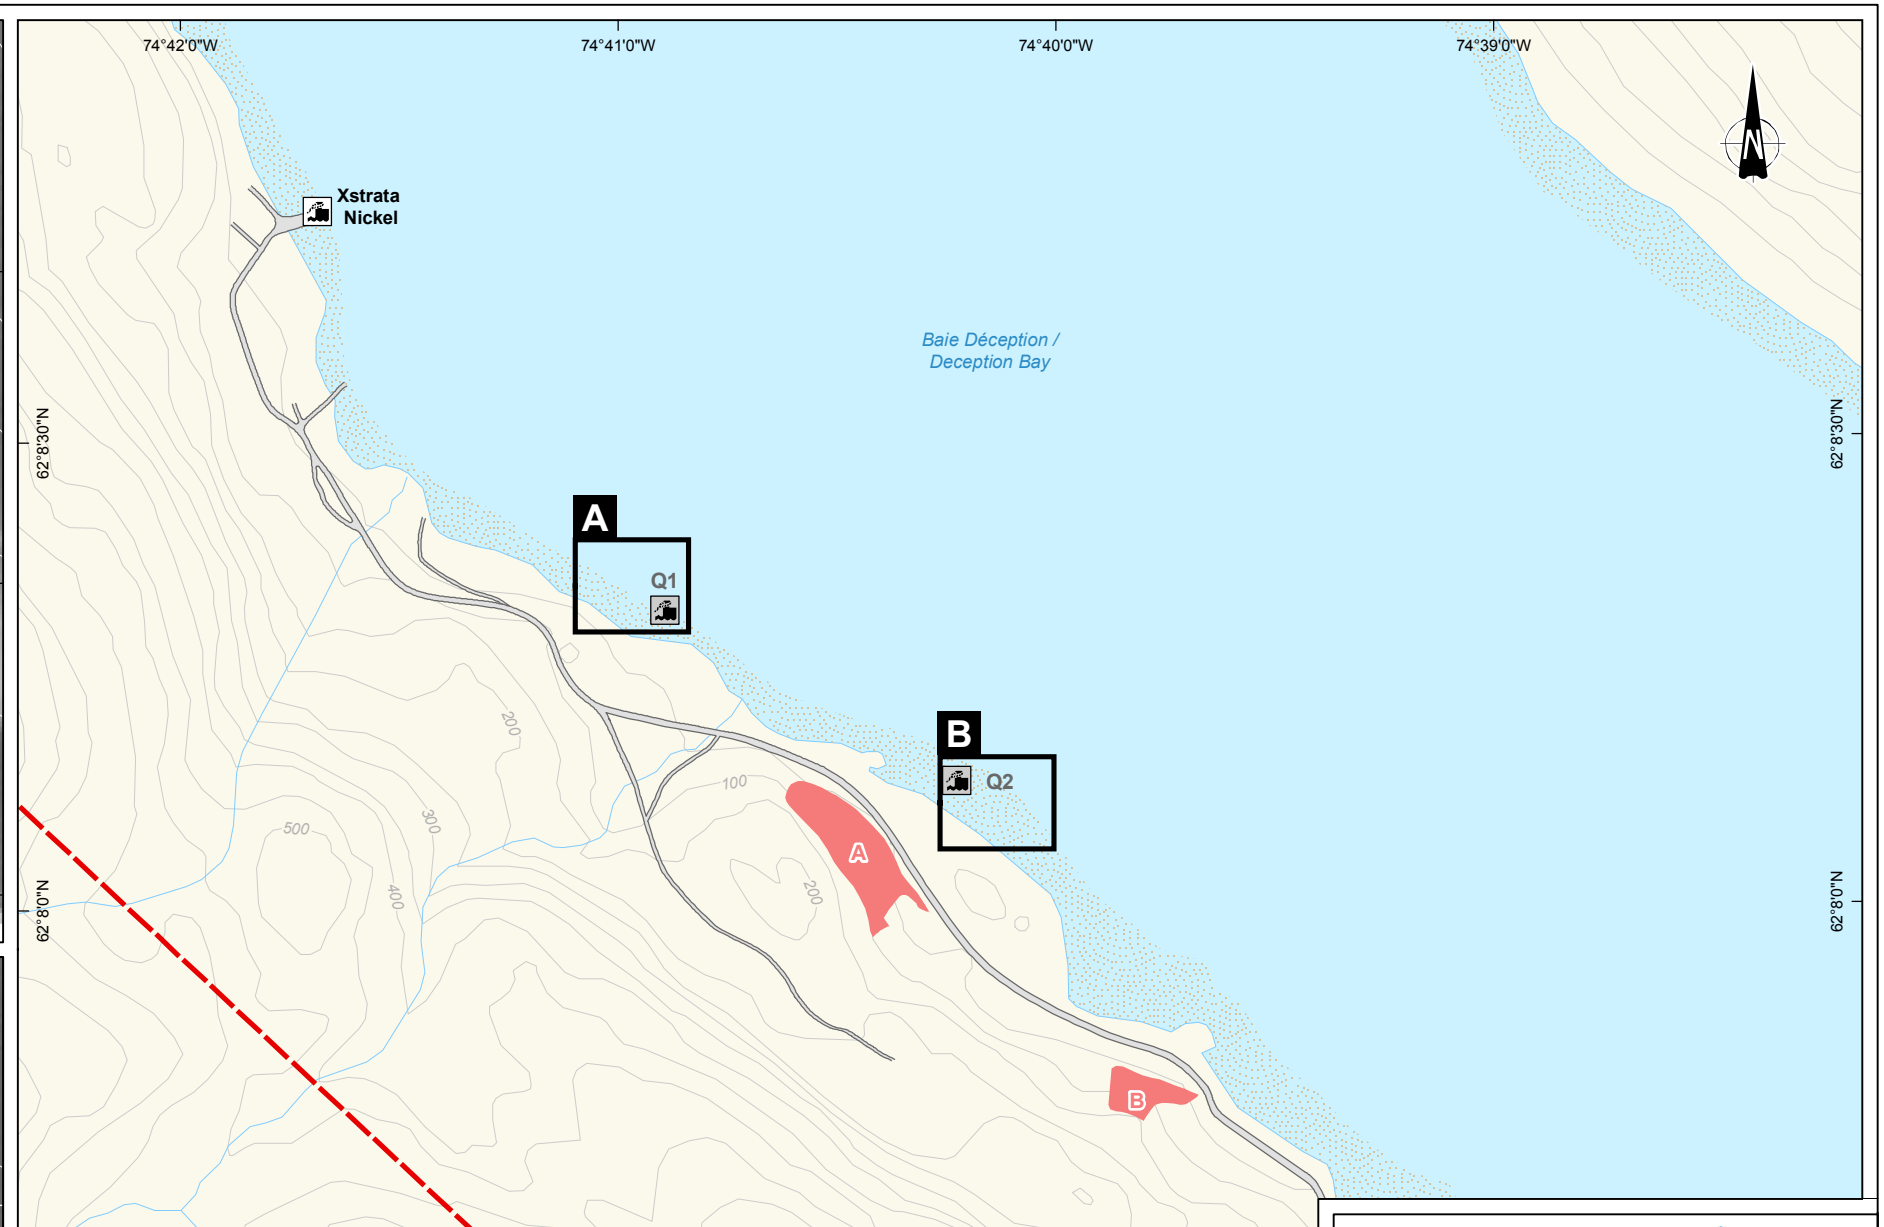 74°42'0"W
74°41'0"W
74°40'0"W
74°39'0"W
N
Xstrata
Nickel
Baie Déception /
Deception Bay
62°8'30"N
62°8'30"N
A
Q1
200
B
Q2
100
300
500
A
200
400
62°8'0"N
62°8'0"N
B